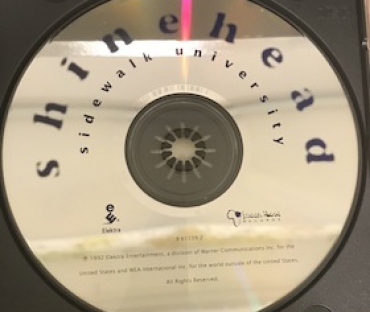 shinehead
sidewalk university
Elektra
RECORDS
℗ 1992 Elektra Entertainment, a division of Warner Communications Inc. for the
United States and WEA International Inc. for the world outside of the United States.
All Rights Reserved.